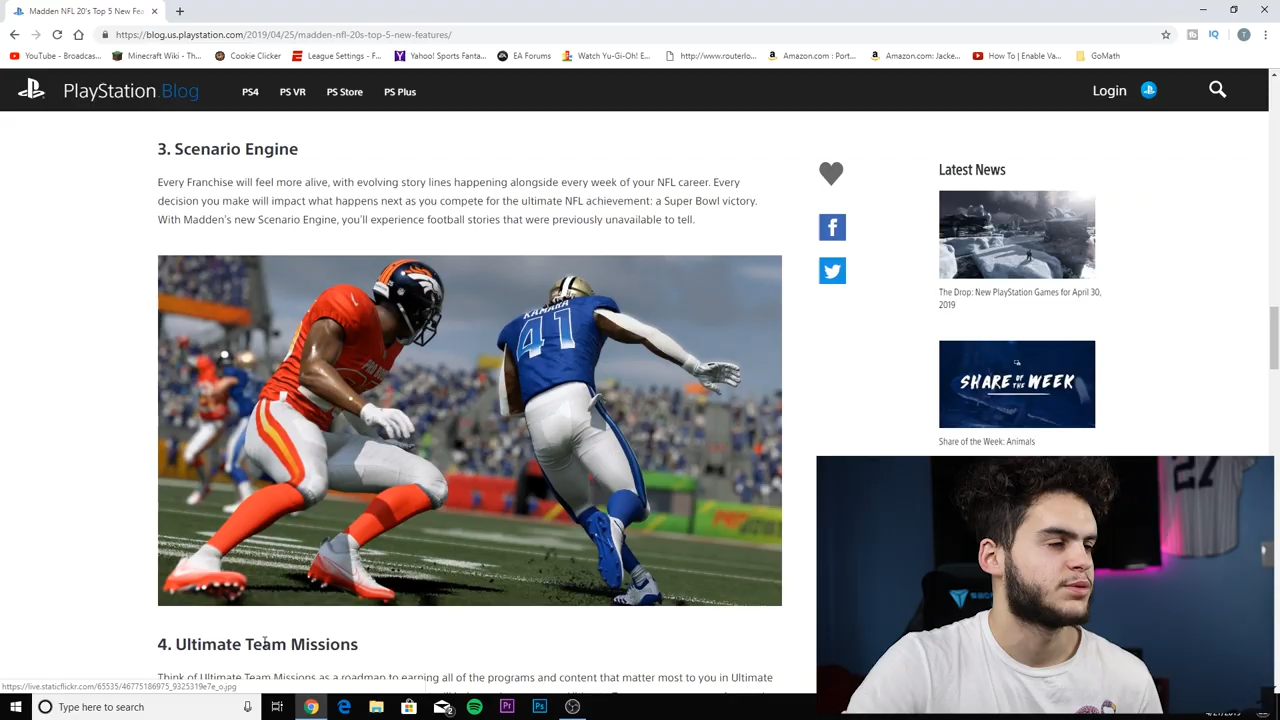 Madden NFL 20's Top 5 New Fea
https://blog.us.playstation.com/2019/04/25/madden-nfl-20s-top-5-new-features/
YouTube - Broadcas...
Minecraft Wiki - Th...
Cookie Clicker
League Settings - F...
Yahoo! Sports Fanta...
EA Forums
Watch Yu-Gi-Oh! E...
http://www.routerlo...
Amazon.com : Port...
Amazon.com: Jacke...
How To | Enable Va...
GoMath
PlayStation.Blog
PS4
PS VR
PS Store
PS Plus
Login
3. Scenario Engine
Every Franchise will feel more alive, with evolving story lines happening alongside every week of your NFL career. Every
decision you make will impact what happens next as you compete for the ultimate NFL achievement: a Super Bowl victory.
With Madden's new Scenario Engine, you'll experience football stories that were previously unavailable to tell.
KAMARA
41
4. Ultimate Team Missions
Think of Ultimate Team Missions as a roadmap to earning all of the programs and content that matter most to you in Ultimate
Latest News
The Drop: New PlayStation Games for April 30,
2019
SHARE OF THE WEEK
Share of the Week: Animals
27
https://live.staticflickr.com/65535/46775186975_9325319e7e_o.jpg
Type here to search